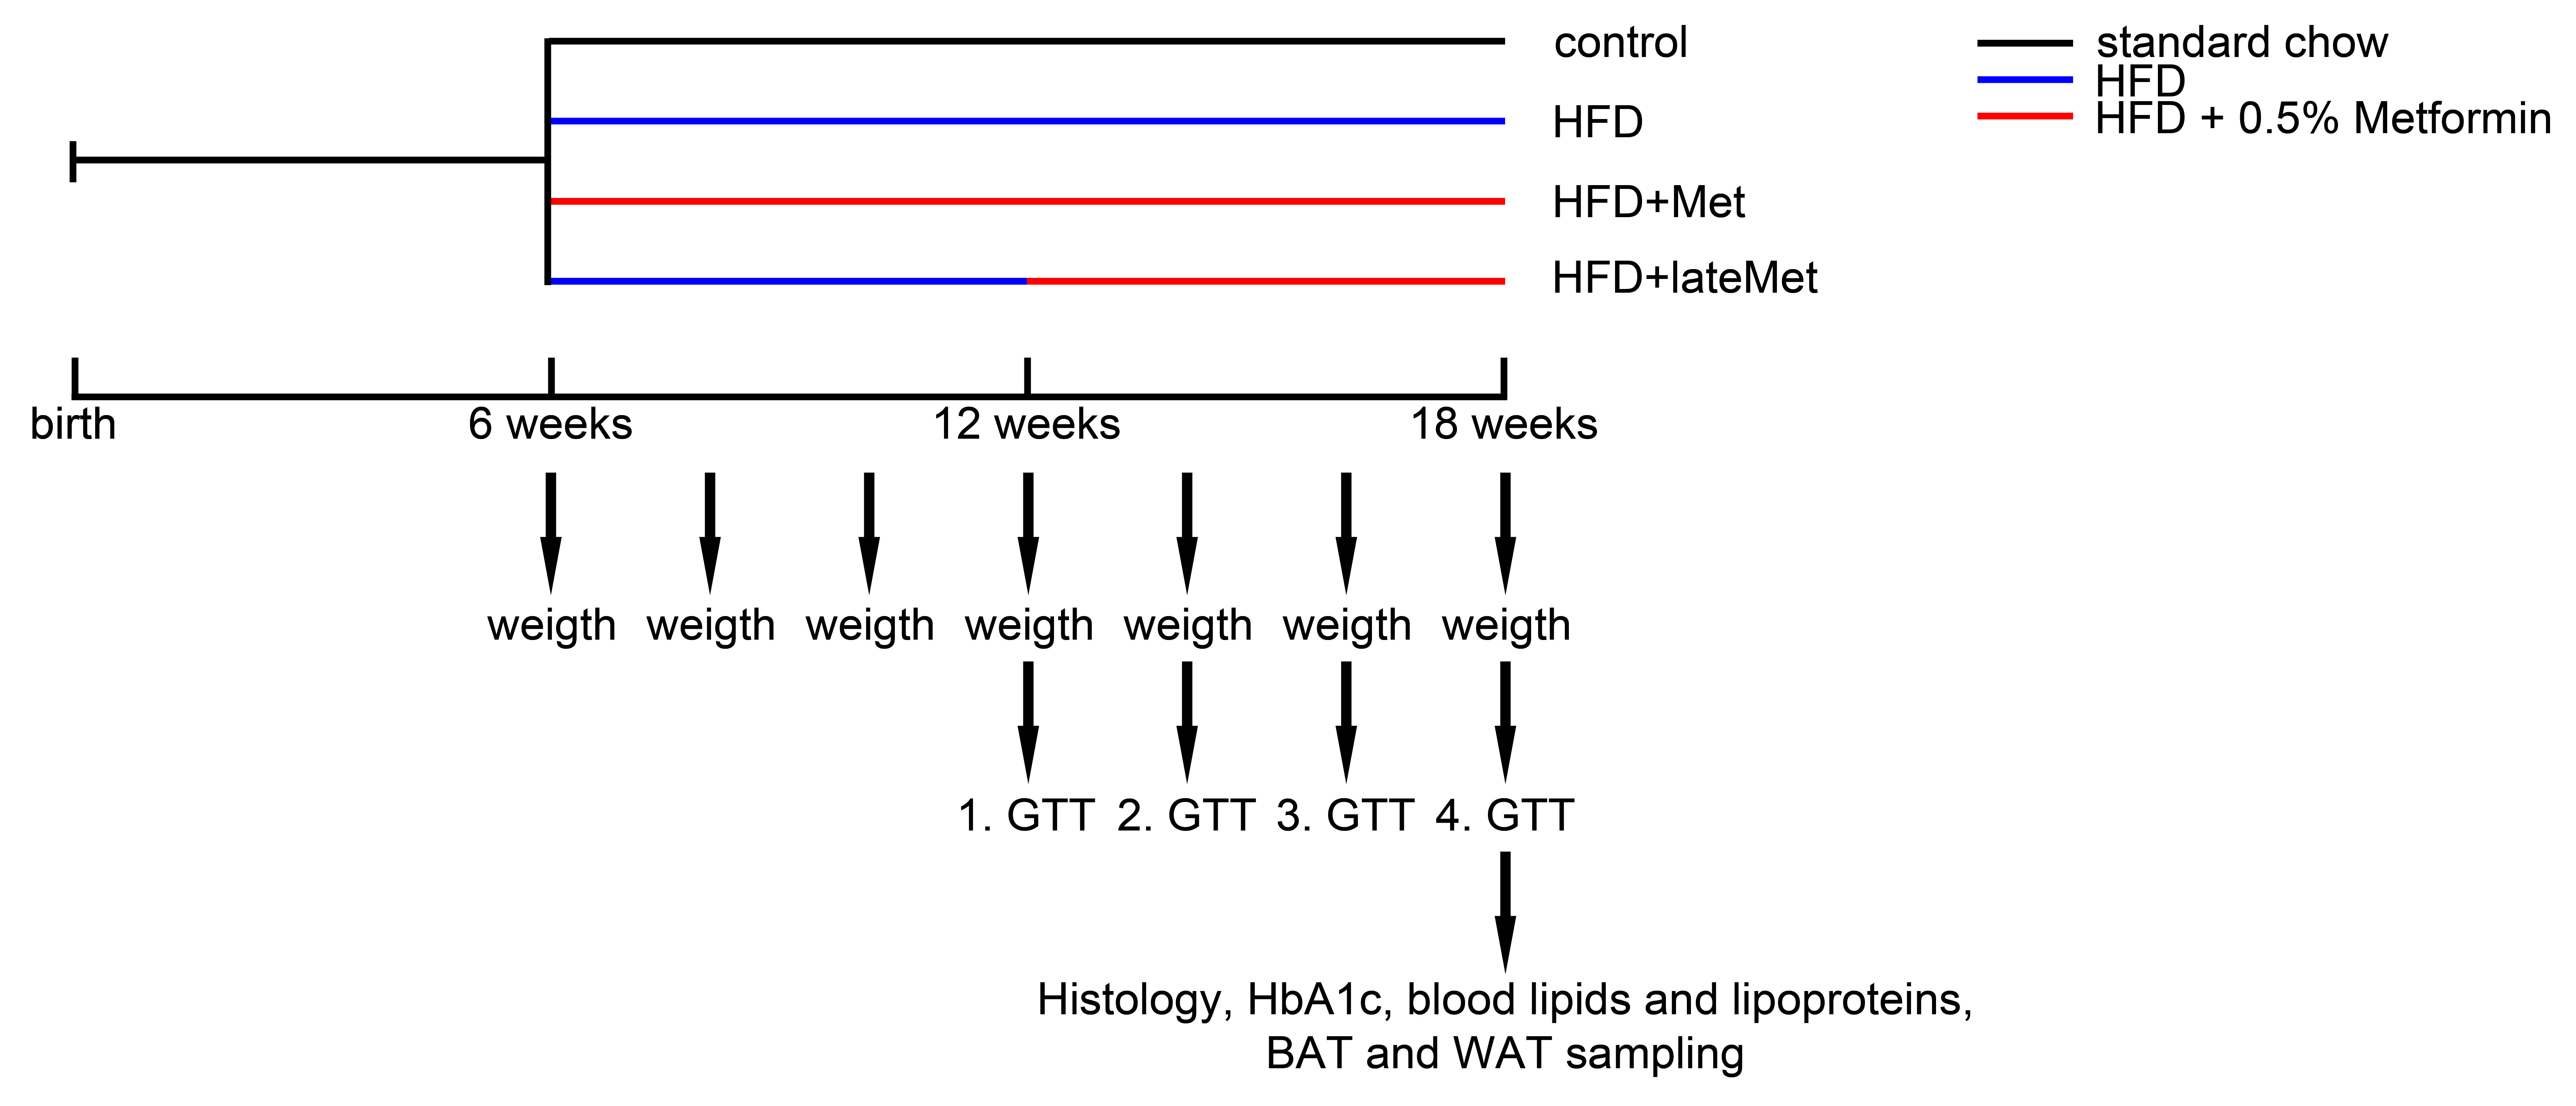 control
HFD
HFD+Met
HFD+lateMet
standard chow
HFD
HFD + 0.5% Metformin
birth
6 weeks
12 weeks
18 weeks
weigth weigth weigth weigth weigth weigth weigth
1. GTT 2. GTT 3. GTT 4. GTT
Histology, HbA1c, blood lipids and lipoproteins,
BAT and WAT sampling